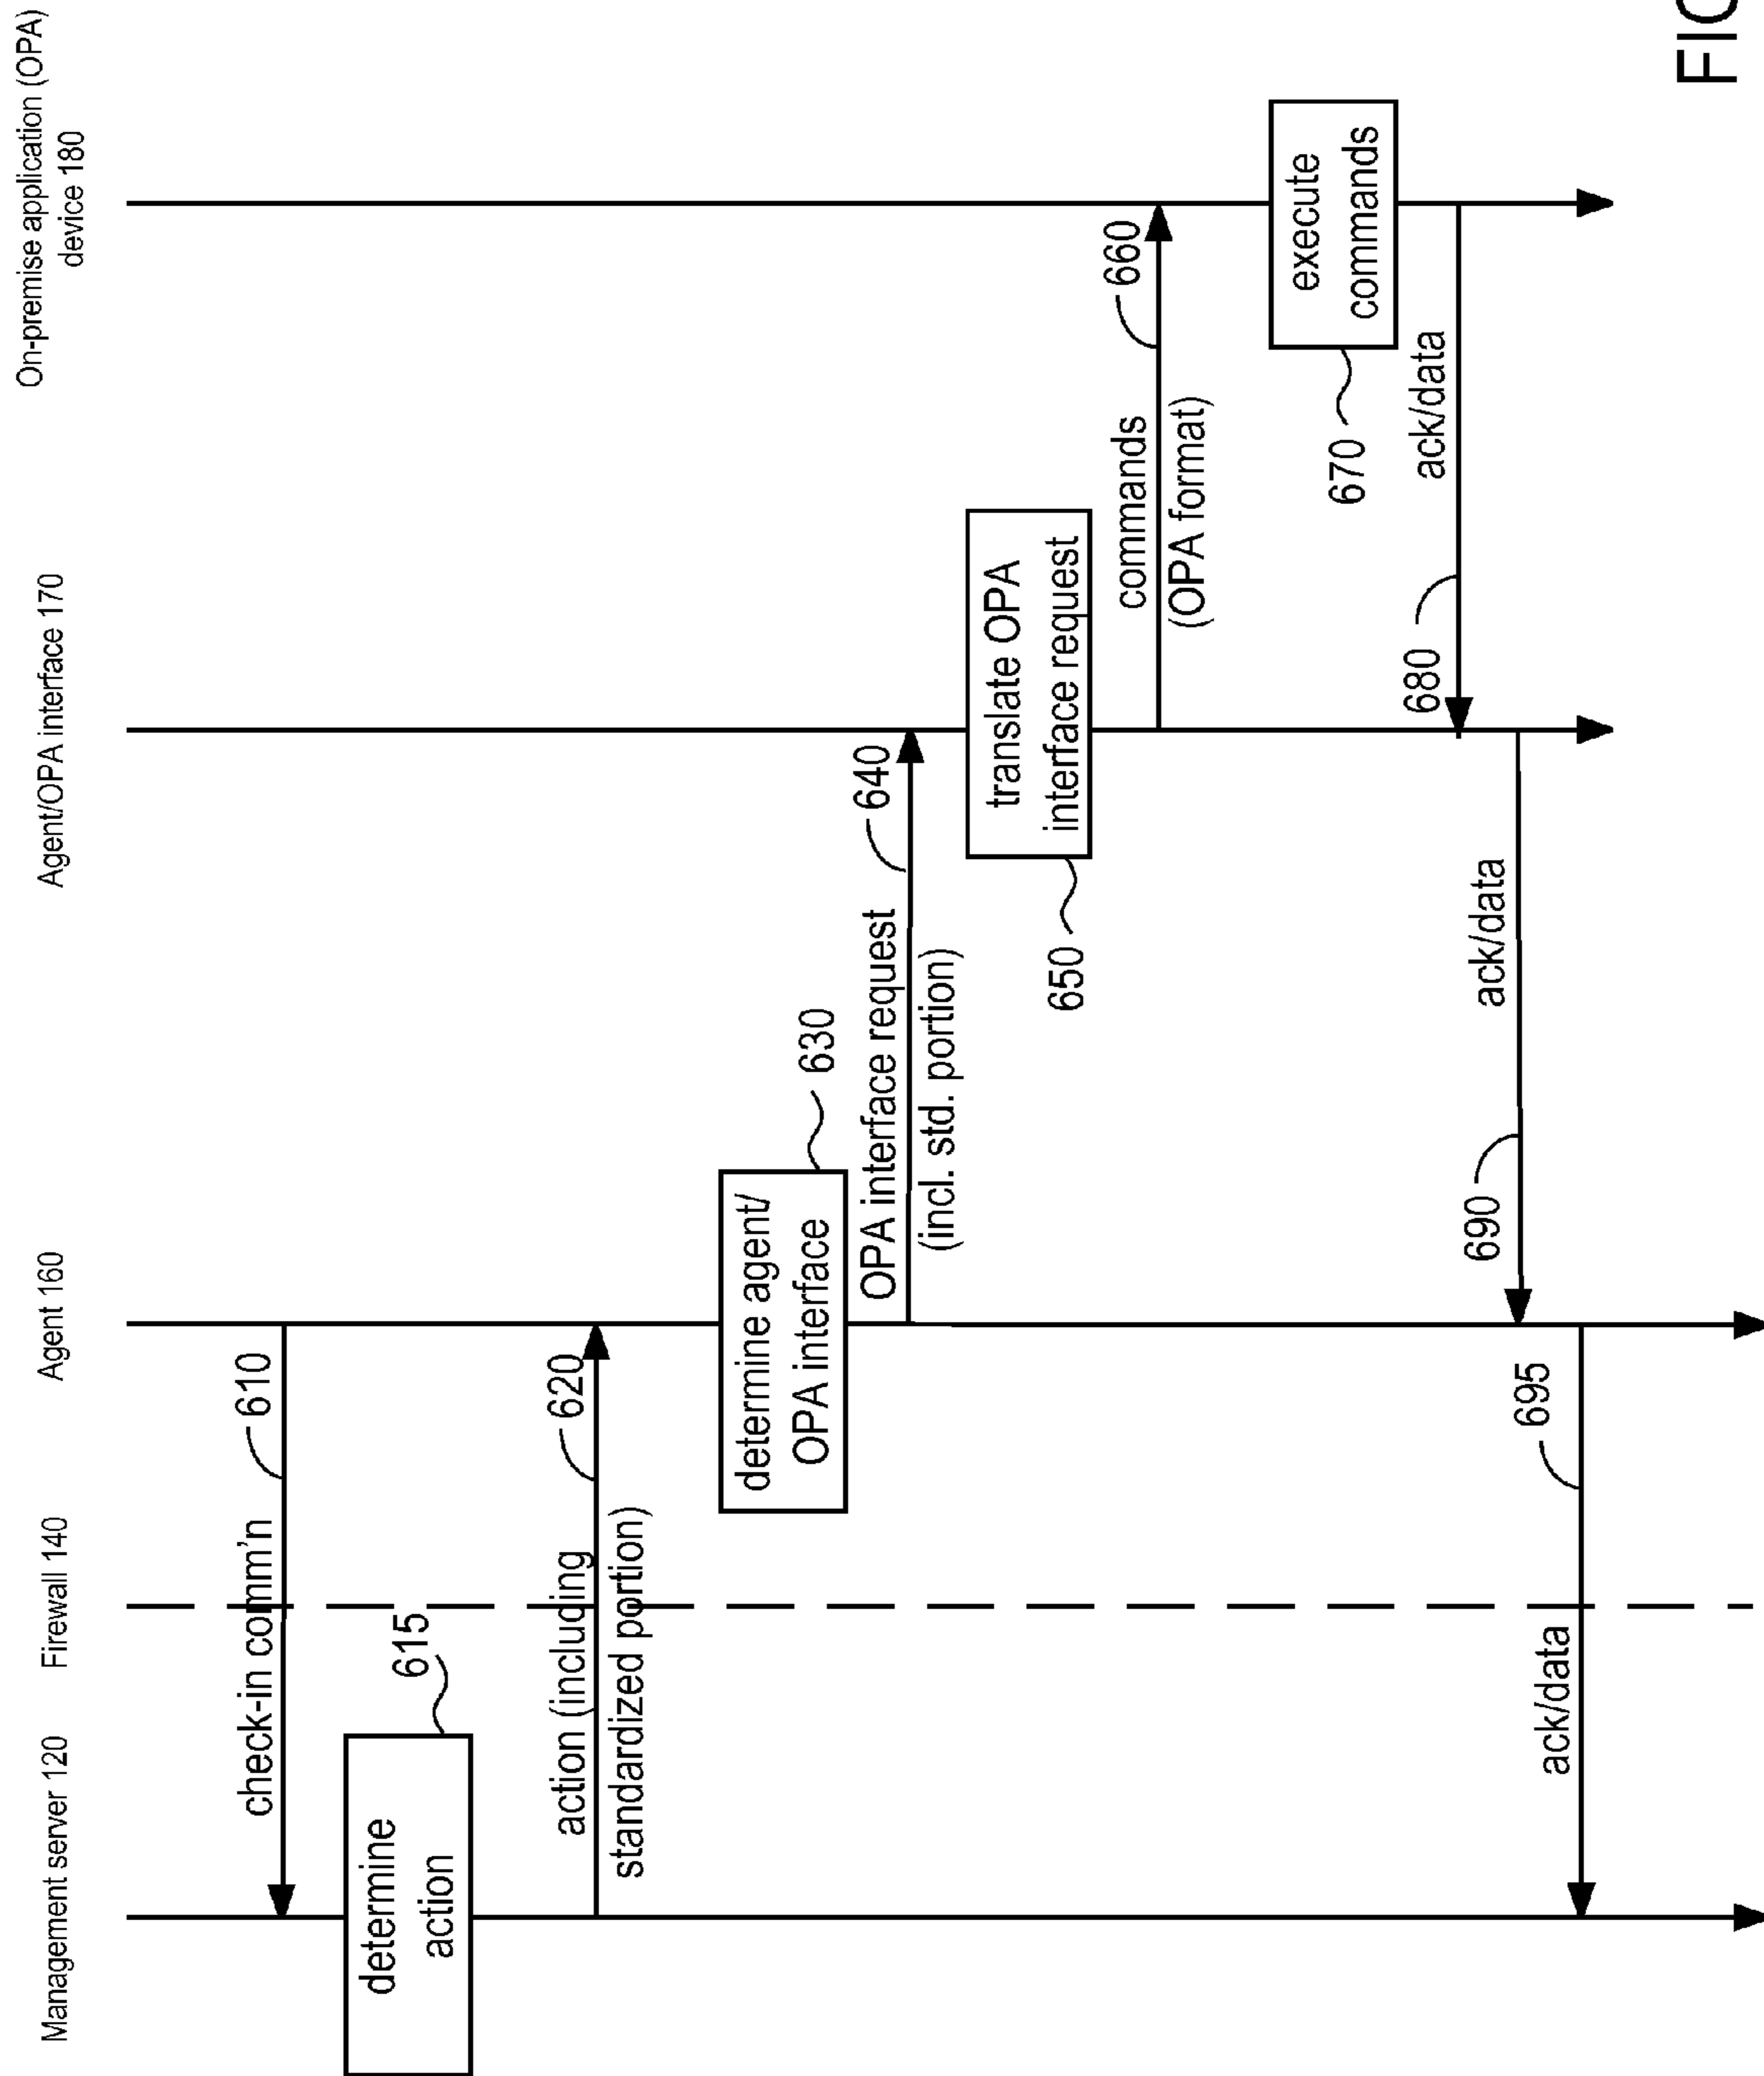 Management server 120
Firewall 140
Agent 160
Agent/OPA interface 170
On-premise application (OPA)
device 180
check-in comm'n
610
determine
action
615
action (including
standardized portion)
620
determine agent/
OPA interface
630
OPA interface request
(incl. std. portion)
640
translate OPA
interface request
650
commands
(OPA format)
660
execute
commands
670
ack/data
680
ack/data
690
ack/data
695